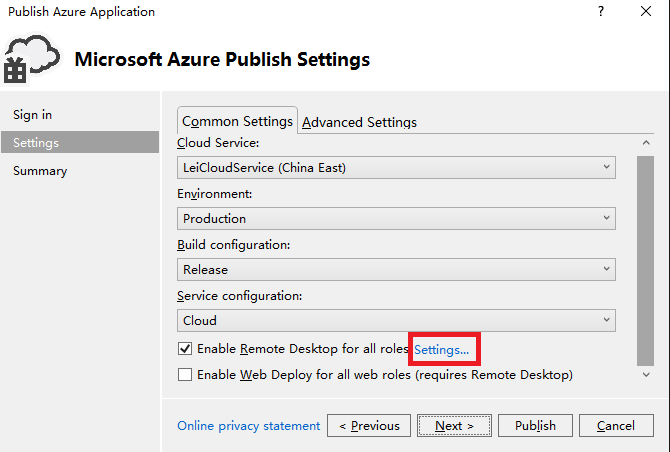 Publish Azure Application
?
Microsoft Azure Publish Settings
Sign in
Settings
Summary
Common Settings
Advanced Settings
Cloud Service:
LeiCloudService (China East)
Environment:
Production
Build configuration:
Release
Service configuration:
Cloud
Enable Remote Desktop for all roles Settings...
Enable Web Deploy for all web roles (requires Remote Desktop)
Online privacy statement
< Previous
Next >
Publish
Cancel